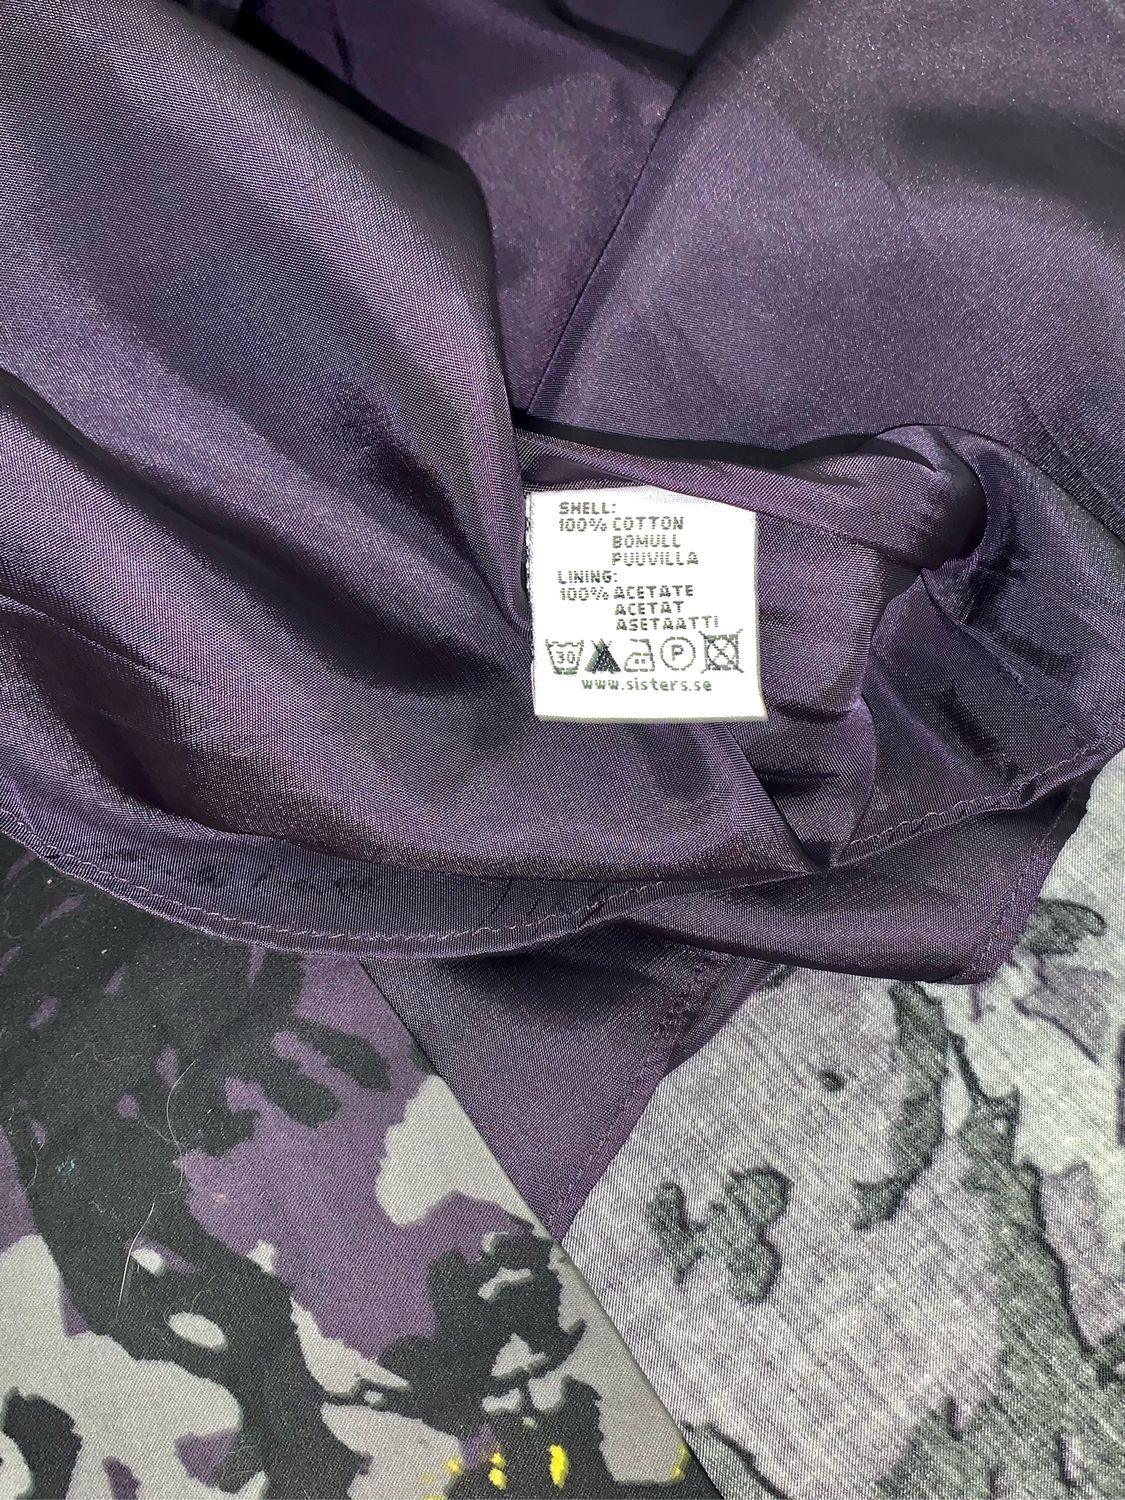 SHELL:
100% COTTON
BOMULL
PUUVILLA
LINING:
100% ACETATE
ACETAT
ASETAATTI
30 P
www.sisters.se